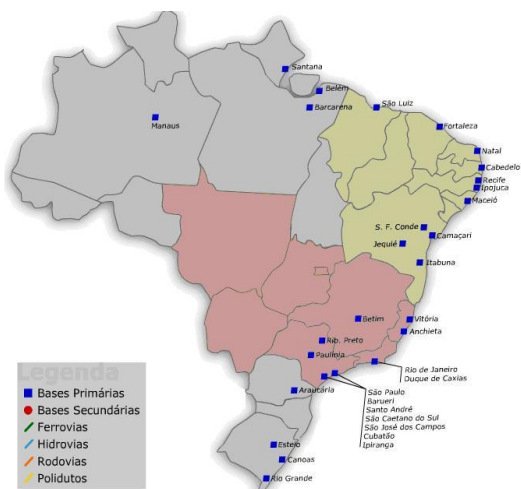 Santana
Belém
Barcarena
São Luiz
Manaus
Fortaleza
Natal
Cabedelo
Recife
Ipojuca
Maceió
S. F. Conde
Camaçari
Jequié
Itabuna
Betim
Vitória
Anchieta
Rib. Preto
Paulínia
Rio de Janeiro
Duque de Caxias
Araucária
São Paulo
Barueri
Santo André
São Caetano do Sul
São José dos Campos
Cubatão
Ipiranga
Esteio
Canoas
Rio Grande
Legenda
Bases Primárias
Bases Secundárias
Ferrovias
Hidrovias
Rodovias
Polidutos